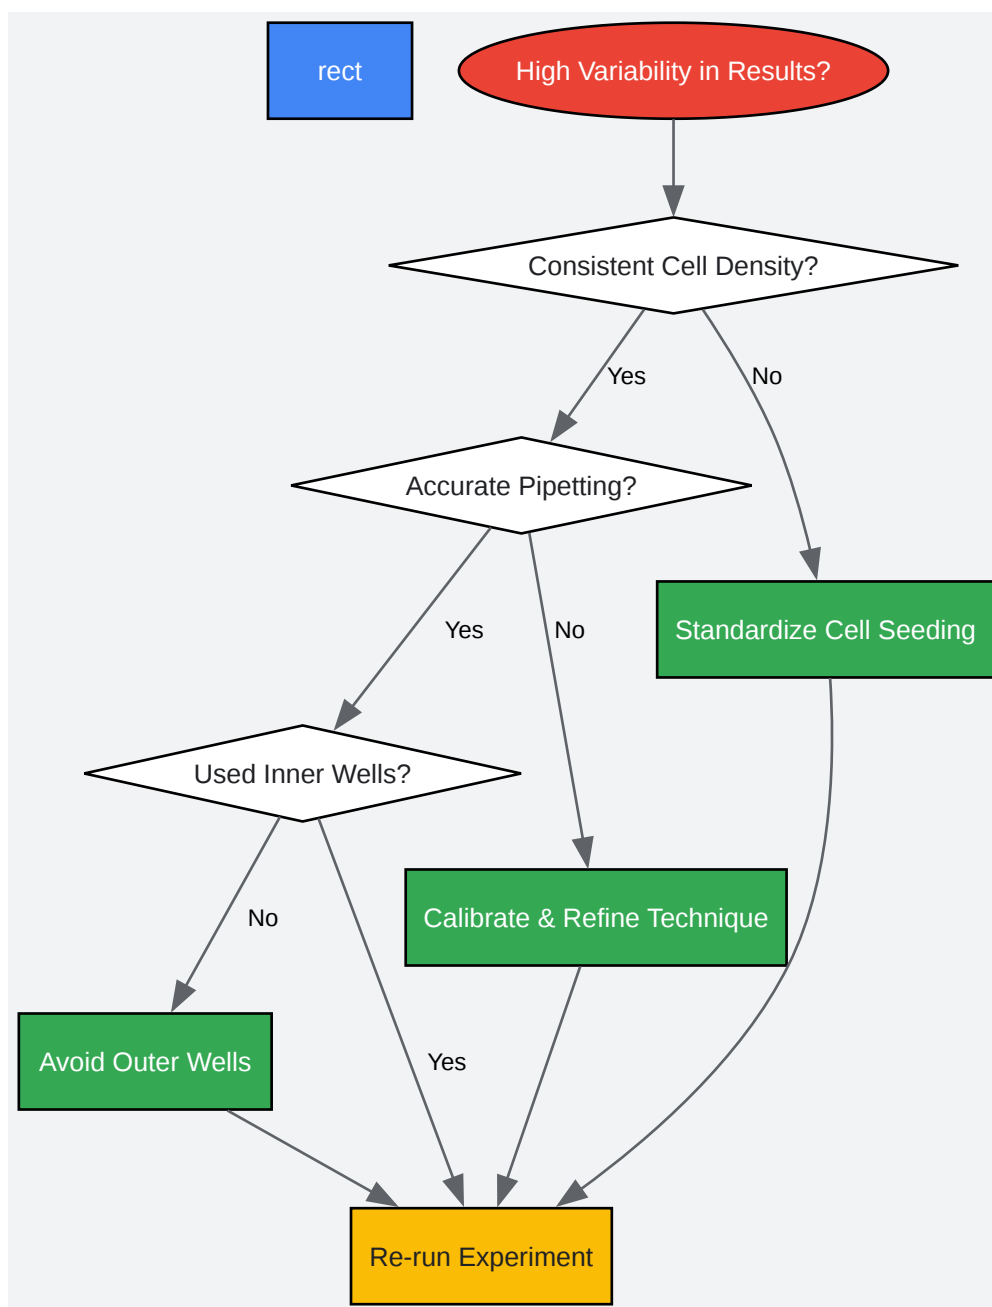 rect
High Variability in Results?
Consistent Cell Density?
Yes
No
Accurate Pipetting?
Yes
No
Standardize Cell Seeding
Used Inner Wells?
No
Calibrate & Refine Technique
Avoid Outer Wells
Yes
Re-run Experiment